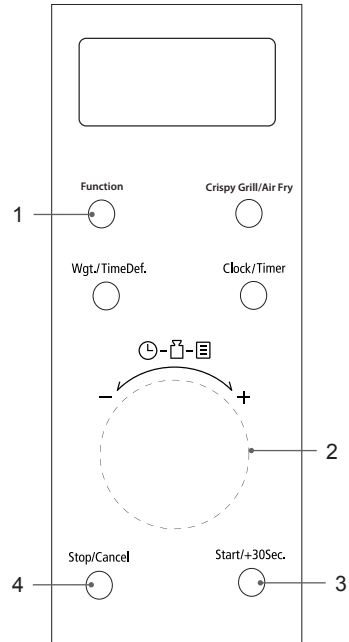 Function
Crispy Grill/Air Fry
1
Wgt./TimeDef.
Clock/Timer
2
Stop/Cancel
Start/+30Sec.
4
3